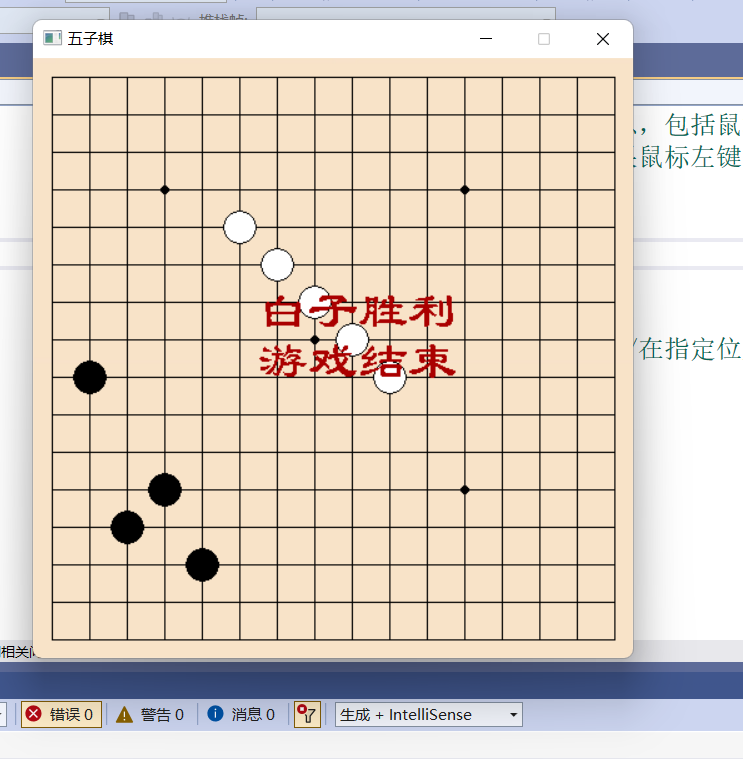 堆栈帧:
五子棋
，包括鼠
鼠标左键
白子胜利
游戏结束
/在指定位
相关
错误 0
警告 0
消息 0
生成 + IntelliSense